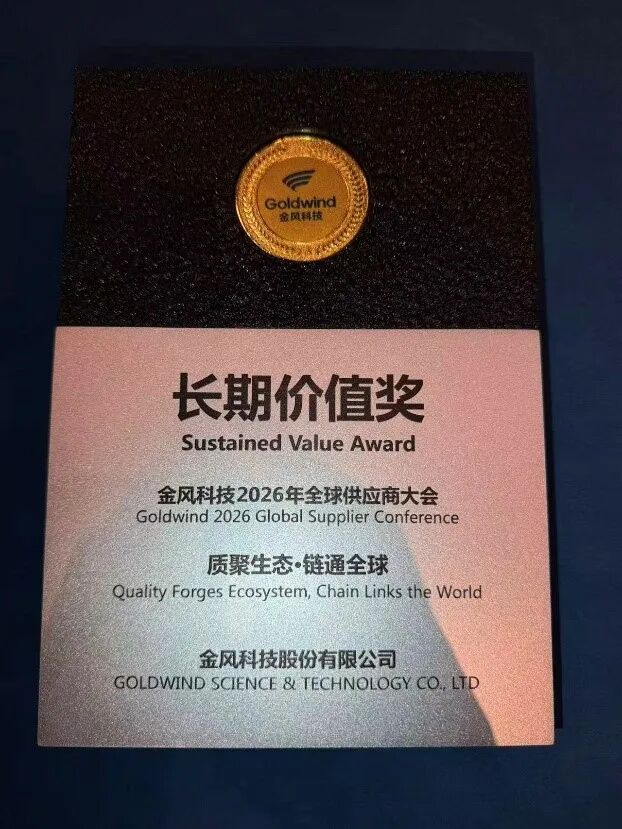 Goldwind
金风科技
长期价值奖
Sustained Value Award
金风科技2026年全球供应商大会
Goldwind 2026 Global Supplier Conference
质聚生态·链通全球
Quality Forges Ecosystem, Chain Links the World
金风科技股份有限公司
GOLDWIND SCIENCE & TECHNOLOGY CO., LTD